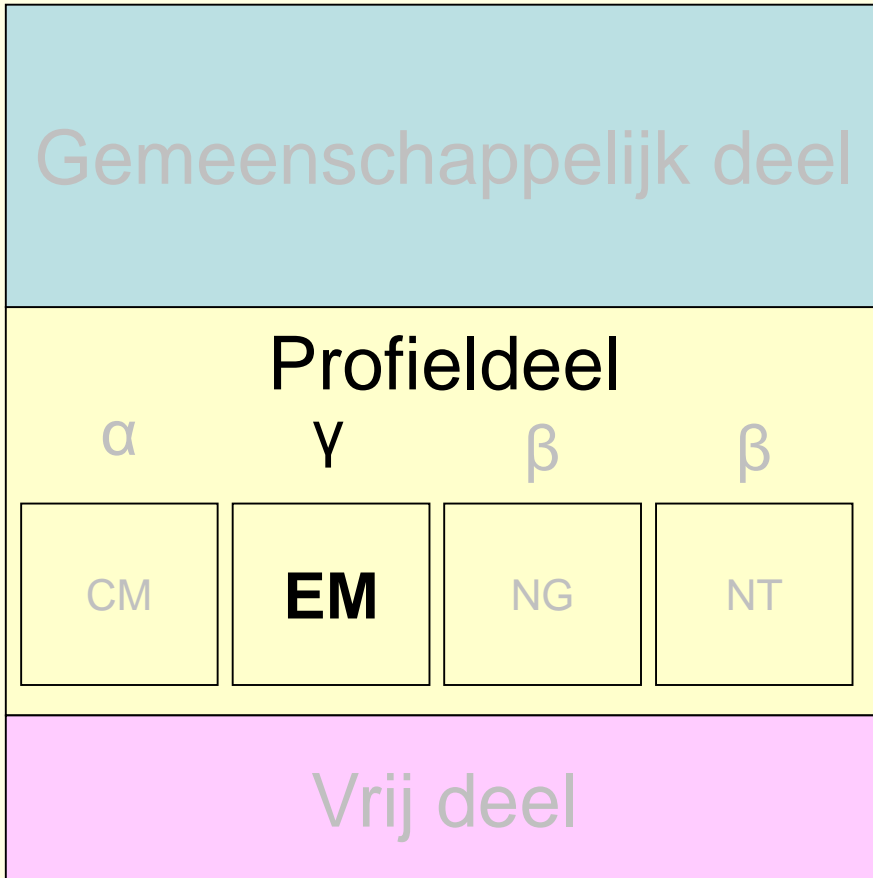 Gemeenschappelijk deel
Profieldeel
α γ β β
CM EM NG NT
Vrij deel